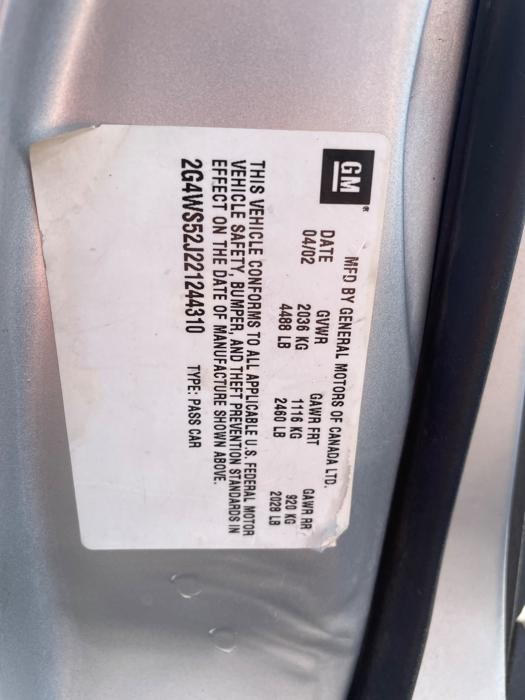 GM®
MFD BY GENERAL MOTORS OF CANADA LTD.
DATE GVWR GAWR FRT GAWR RR
04/02 2036 KG 1116 KG 920 KG
4488 LB 2460 LB 2028 LB
THIS VEHICLE CONFORMS TO ALL APPLICABLE U.S. FEDERAL MOTOR
VEHICLE SAFETY, BUMPER, AND THEFT PREVENTION STANDARDS IN
EFFECT ON THE DATE OF MANUFACTURE SHOWN ABOVE.
2G4WS52J221244310 TYPE: PASS CAR